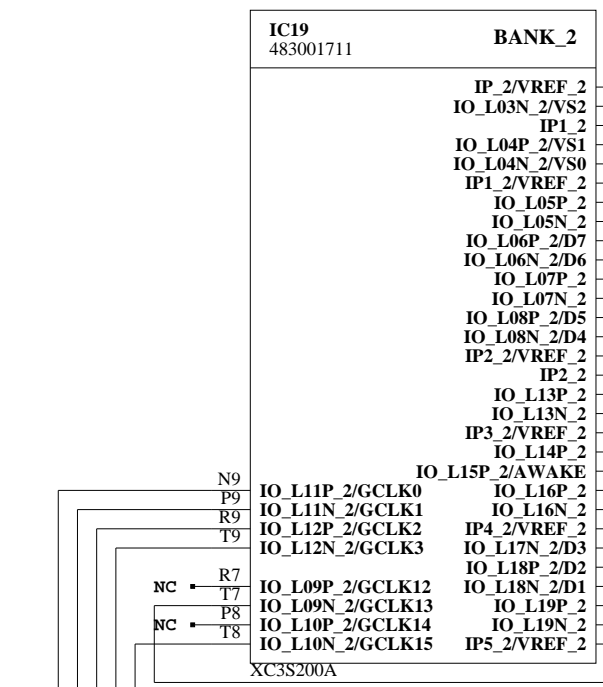 IC19 BANK_2
483001711
IP_2/VREF_2
IO_L03N_2/VS2
IP1_2
IO_L04P_2/VS1
IO_L04N_2/VS0
IP1_2/VREF_2
IO_L05P_2
IO_L05N_2
IO_L06P_2/D7
IO_L06N_2/D6
IO_L07P_2
IO_L07N_2
IO_L08P_2/D5
IO_L08N_2/D4
IP2_2/VREF_2
IP2_2
IO_L13P_2
IO_L13N_2
IP3_2/VREF_2
IO_L14P_2
IO_L15P_2/AWAKE
N9 IO_L11P_2/GCLK0 IO_L16P_2
P9 IO_L11N_2/GCLK1 IO_L16N_2
R9 IO_L12P_2/GCLK2 IP4_2/VREF_2
T9 IO_L12N_2/GCLK3 IO_L17N_2/D3
IO_L18P_2/D2
NC R7 IO_L09P_2/GCLK12 IO_L18N_2/D1
T7 IO_L09N_2/GCLK13 IO_L19P_2
NC P8 IO_L10P_2/GCLK14 IO_L19N_2
T8 IO_L10N_2/GCLK15 IP5_2/VREF_2
XC3S200A